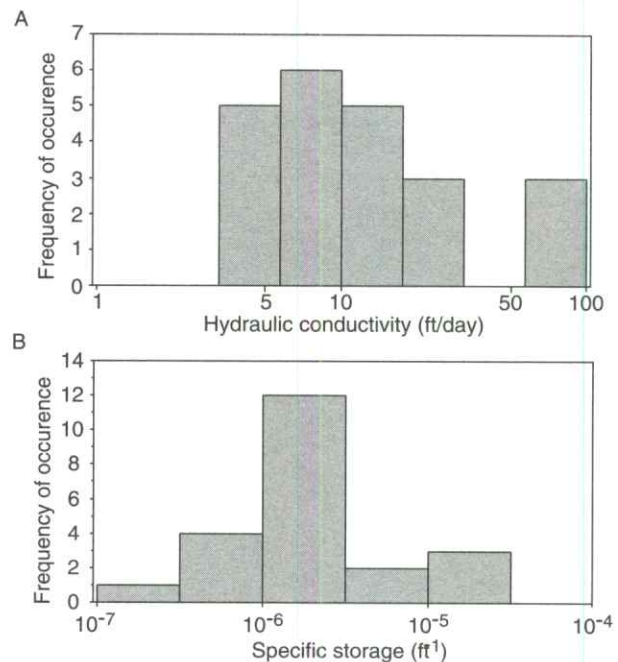 A
7
6
5
4
3
2
1
0
Frequency of occurence
1 5 10 50 100
Hydraulic conductivity (ft/day)
B
14
12
10
8
6
4
2
0
Frequency of occurence
10-7 10-6 10-5 10-4
Specific storage (ft-1)